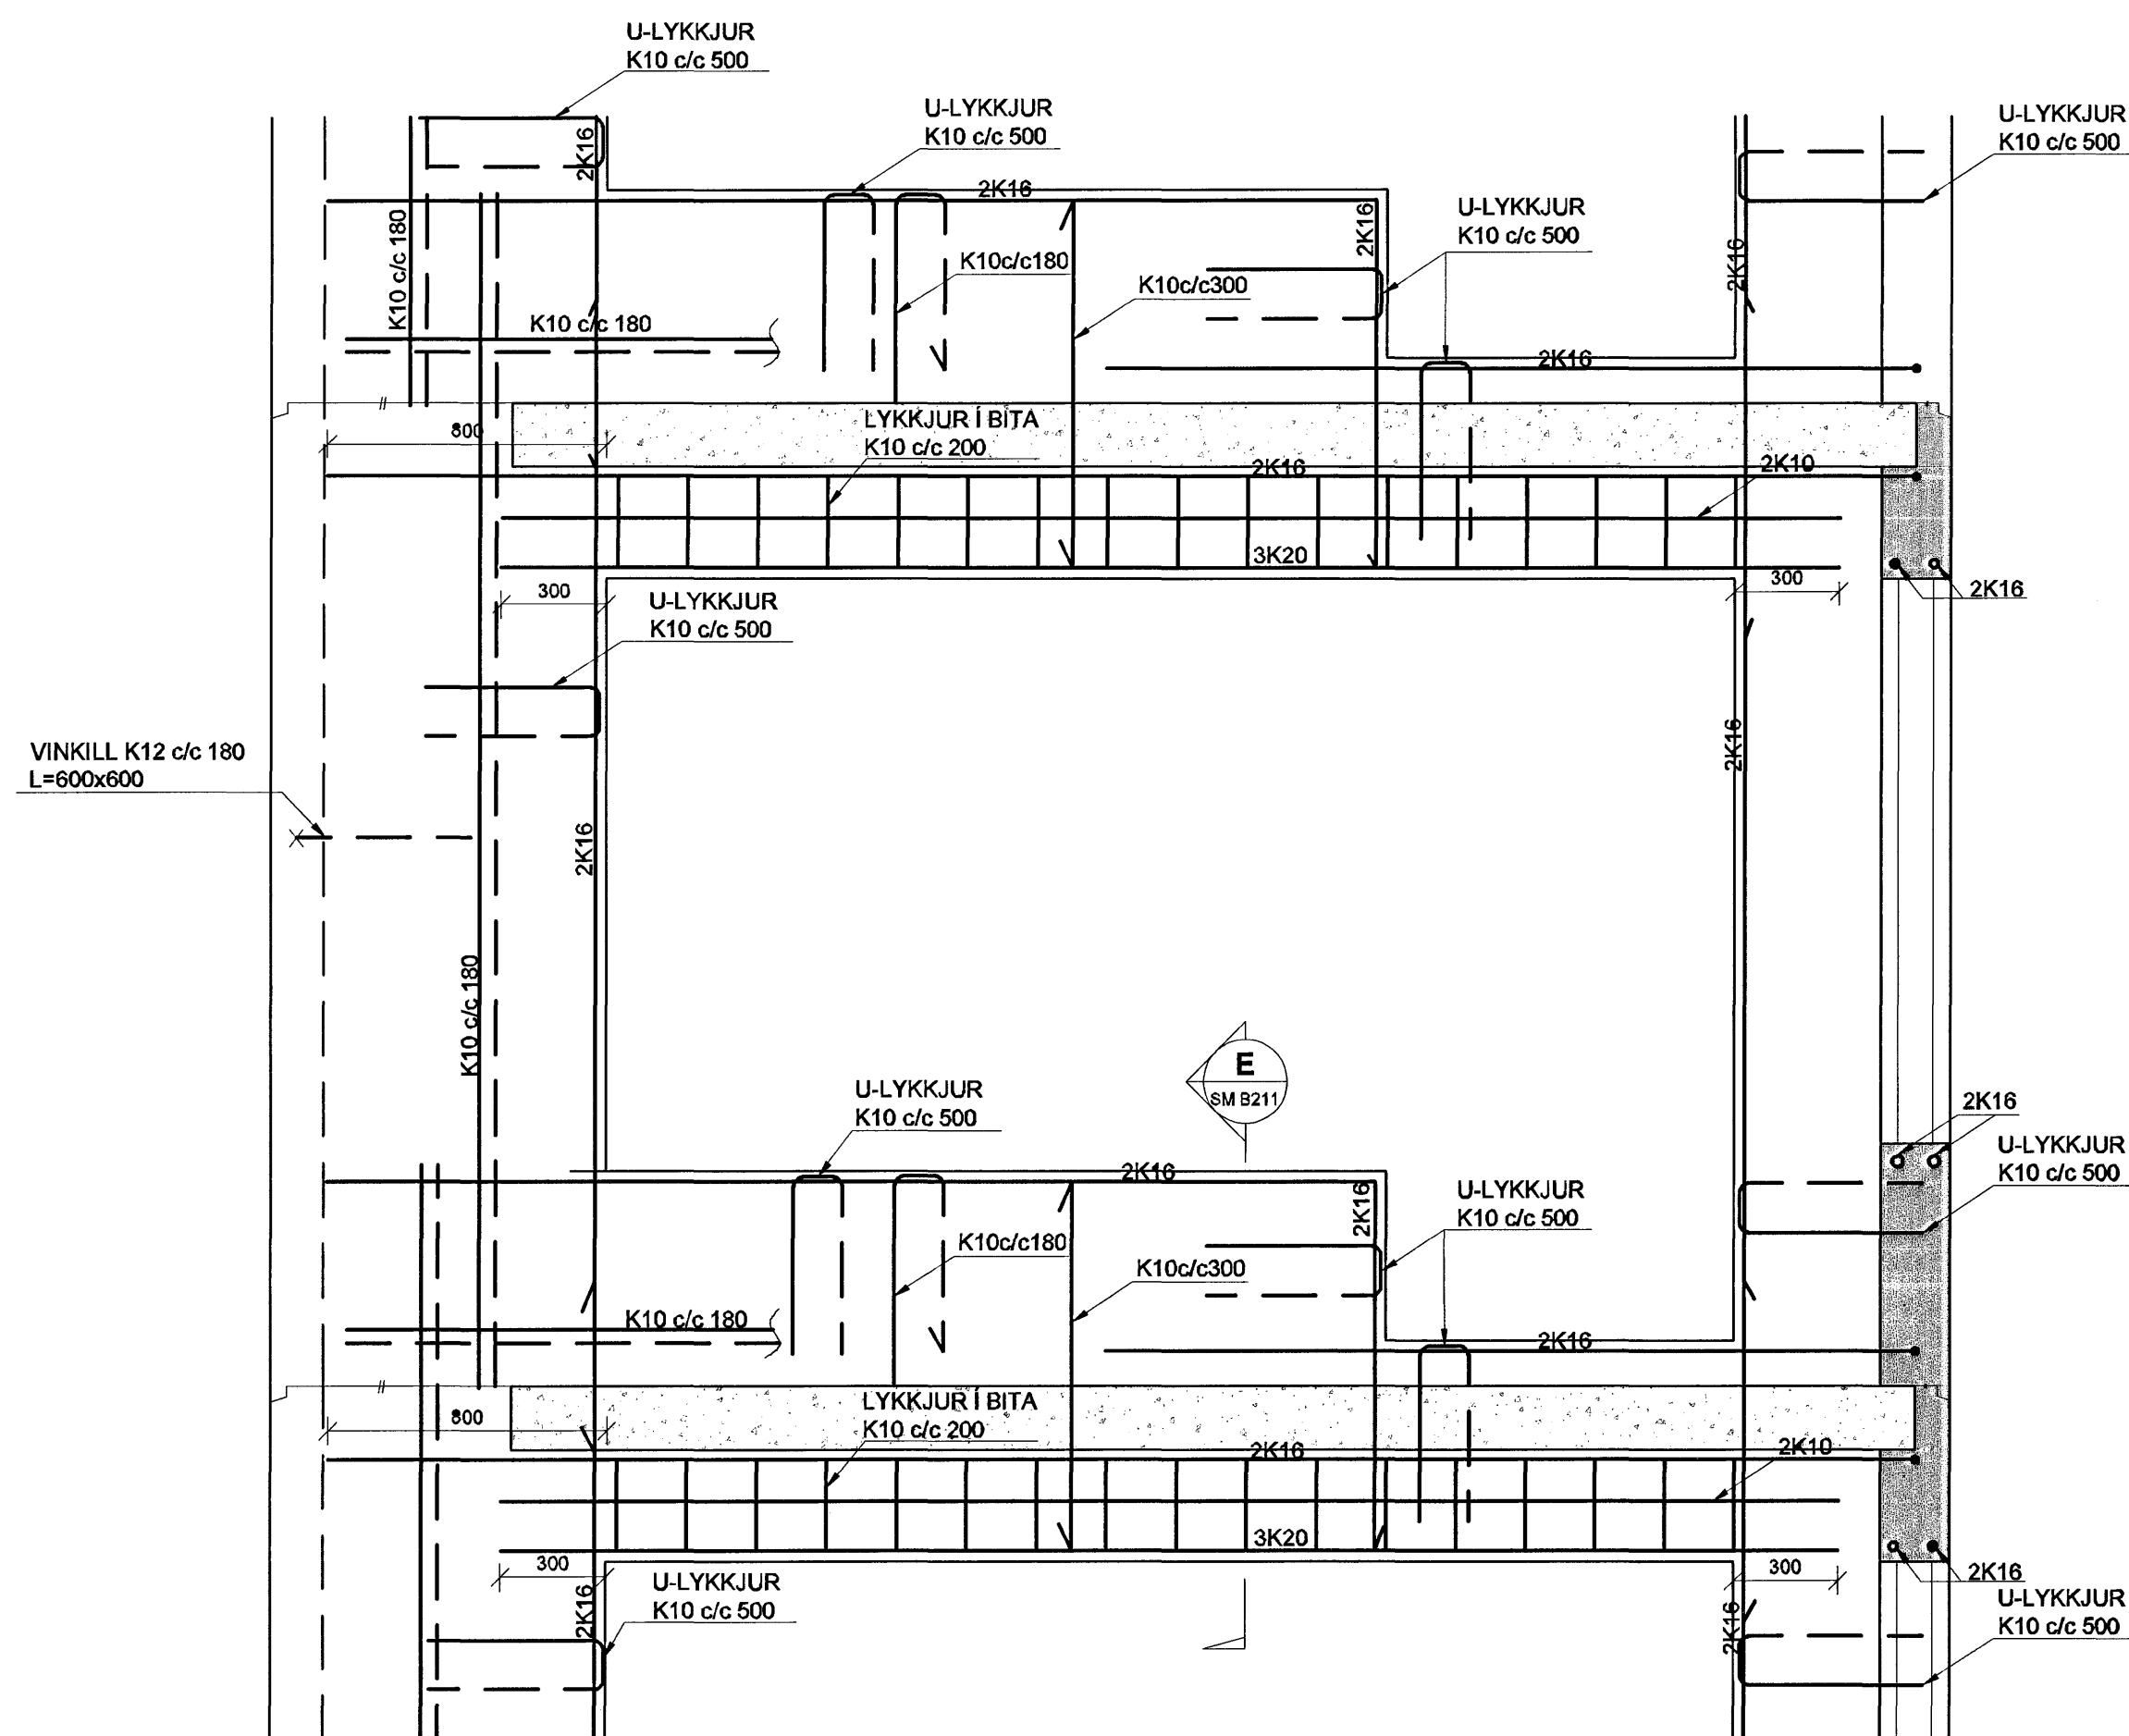 U-LYKKJUR
K10 c/c 500
U-LYKKJUR
K10 c/c 500
U-LYKKJUR
K10 c/c 500
2K16
2K16
2K16
U-LYKKJUR
K10 c/c 500
K10 c/c 180
2K16
K10c/c180
K10c/c300
K10 c/c 180
2K16
800
LYKKJUR Í BITA
K10 c/c 200
2K16
2K10
3K20
300
300
2K16
U-LYKKJUR
K10 c/c 500
VINKILL K12 c/c 180
L=600x600
2K16
2K16
K10 c/c 180
E
SM B211
U-LYKKJUR
K10 c/c 500
2K16
U-LYKKJUR
K10 c/c 500
2K16
2K16
U-LYKKJUR
K10 c/c 500
K10c/c180
K10c/c300
K10 c/c 180
2K16
800
LYKKJUR Í BITA
K10 c/c 200
2K16
2K10
3K20
300
300
2K16
2K16
U-LYKKJUR
K10 c/c 500
2K16
U-LYKKJUR
K10 c/c 500